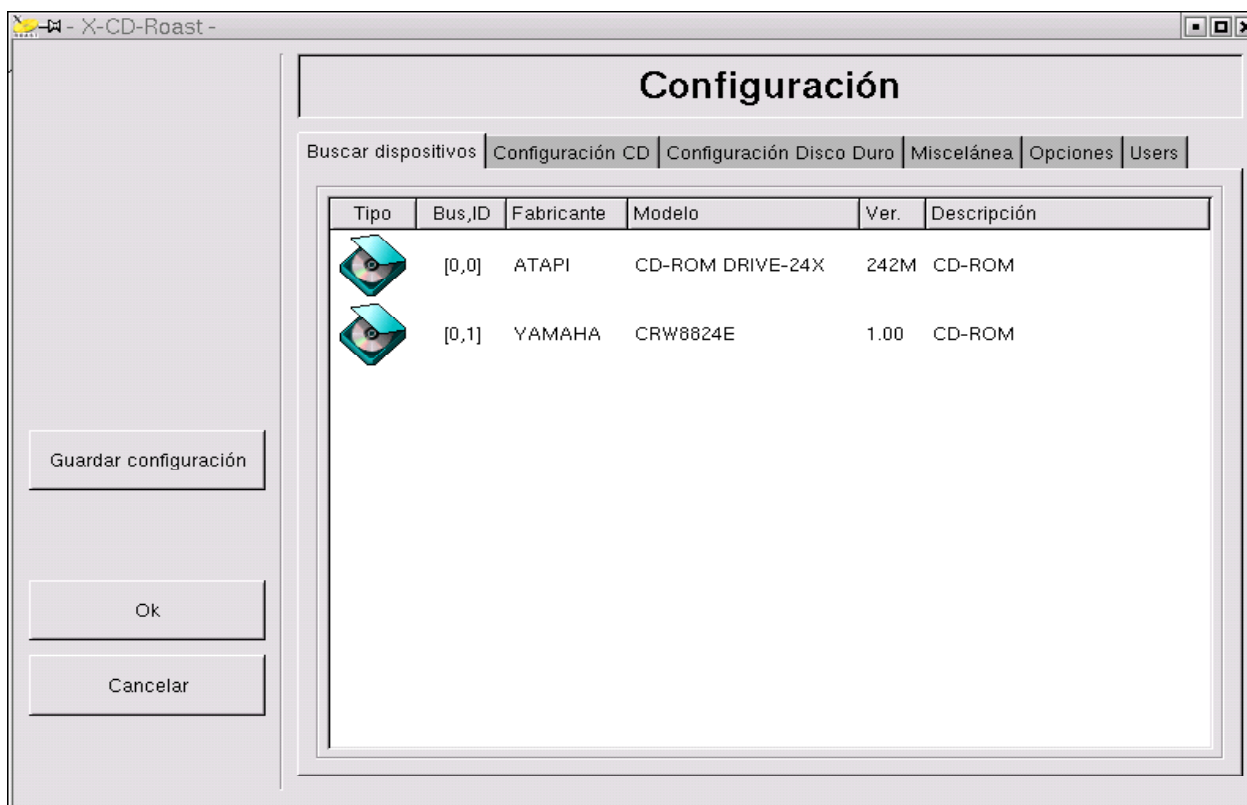 - X-CD-Roast -
Configuración
Buscar dispositivos Configuración CD Configuración Disco Duro Miscelánea Opciones Users
Tipo Bus,ID Fabricante Modelo Ver. Descripción
[0,0] ATAPI CD-ROM DRIVE-24X 242M CD-ROM
[0,1] YAMAHA CRW8824E 1.00 CD-ROM
Guardar configuración
Ok
Cancelar